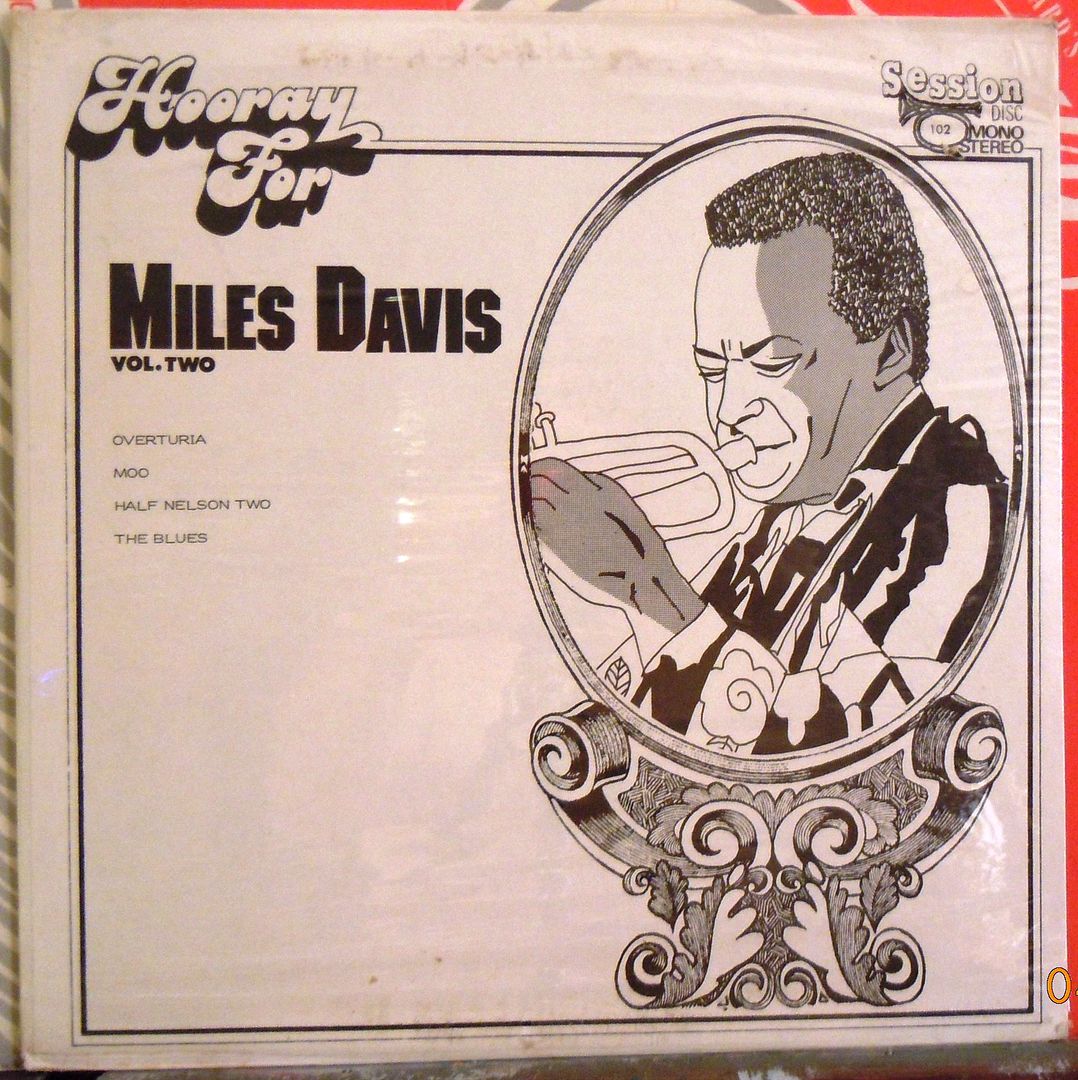 Hooray
For
MILES DAVIS
VOL. TWO
OVERTURIA
MOO
HALF NELSON TWO
THE BLUES
Session
DISC
102
MONO
STEREO